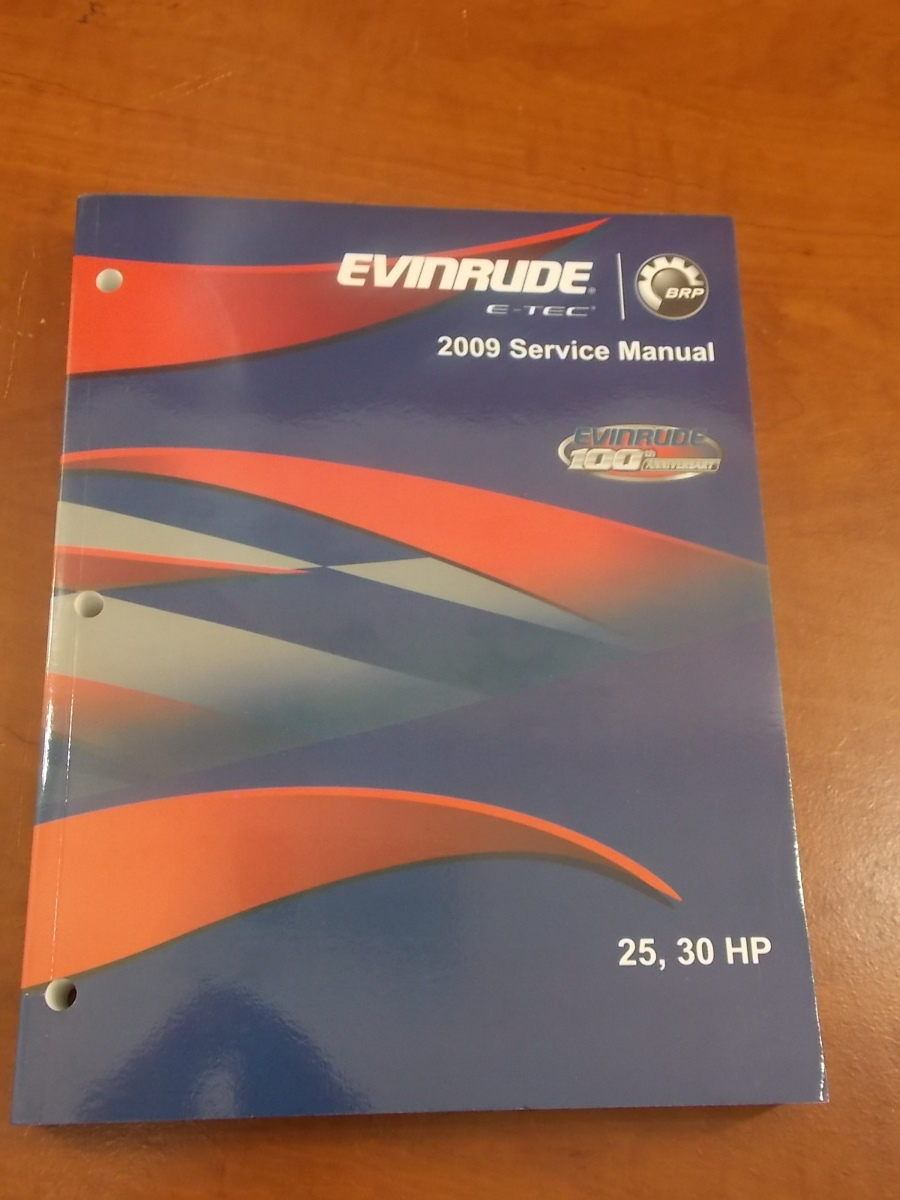 EVINRUDE®
E-TEC®
BRP
2009 Service Manual
EVINRUDE
100th ANNIVERSARY
25, 30 HP